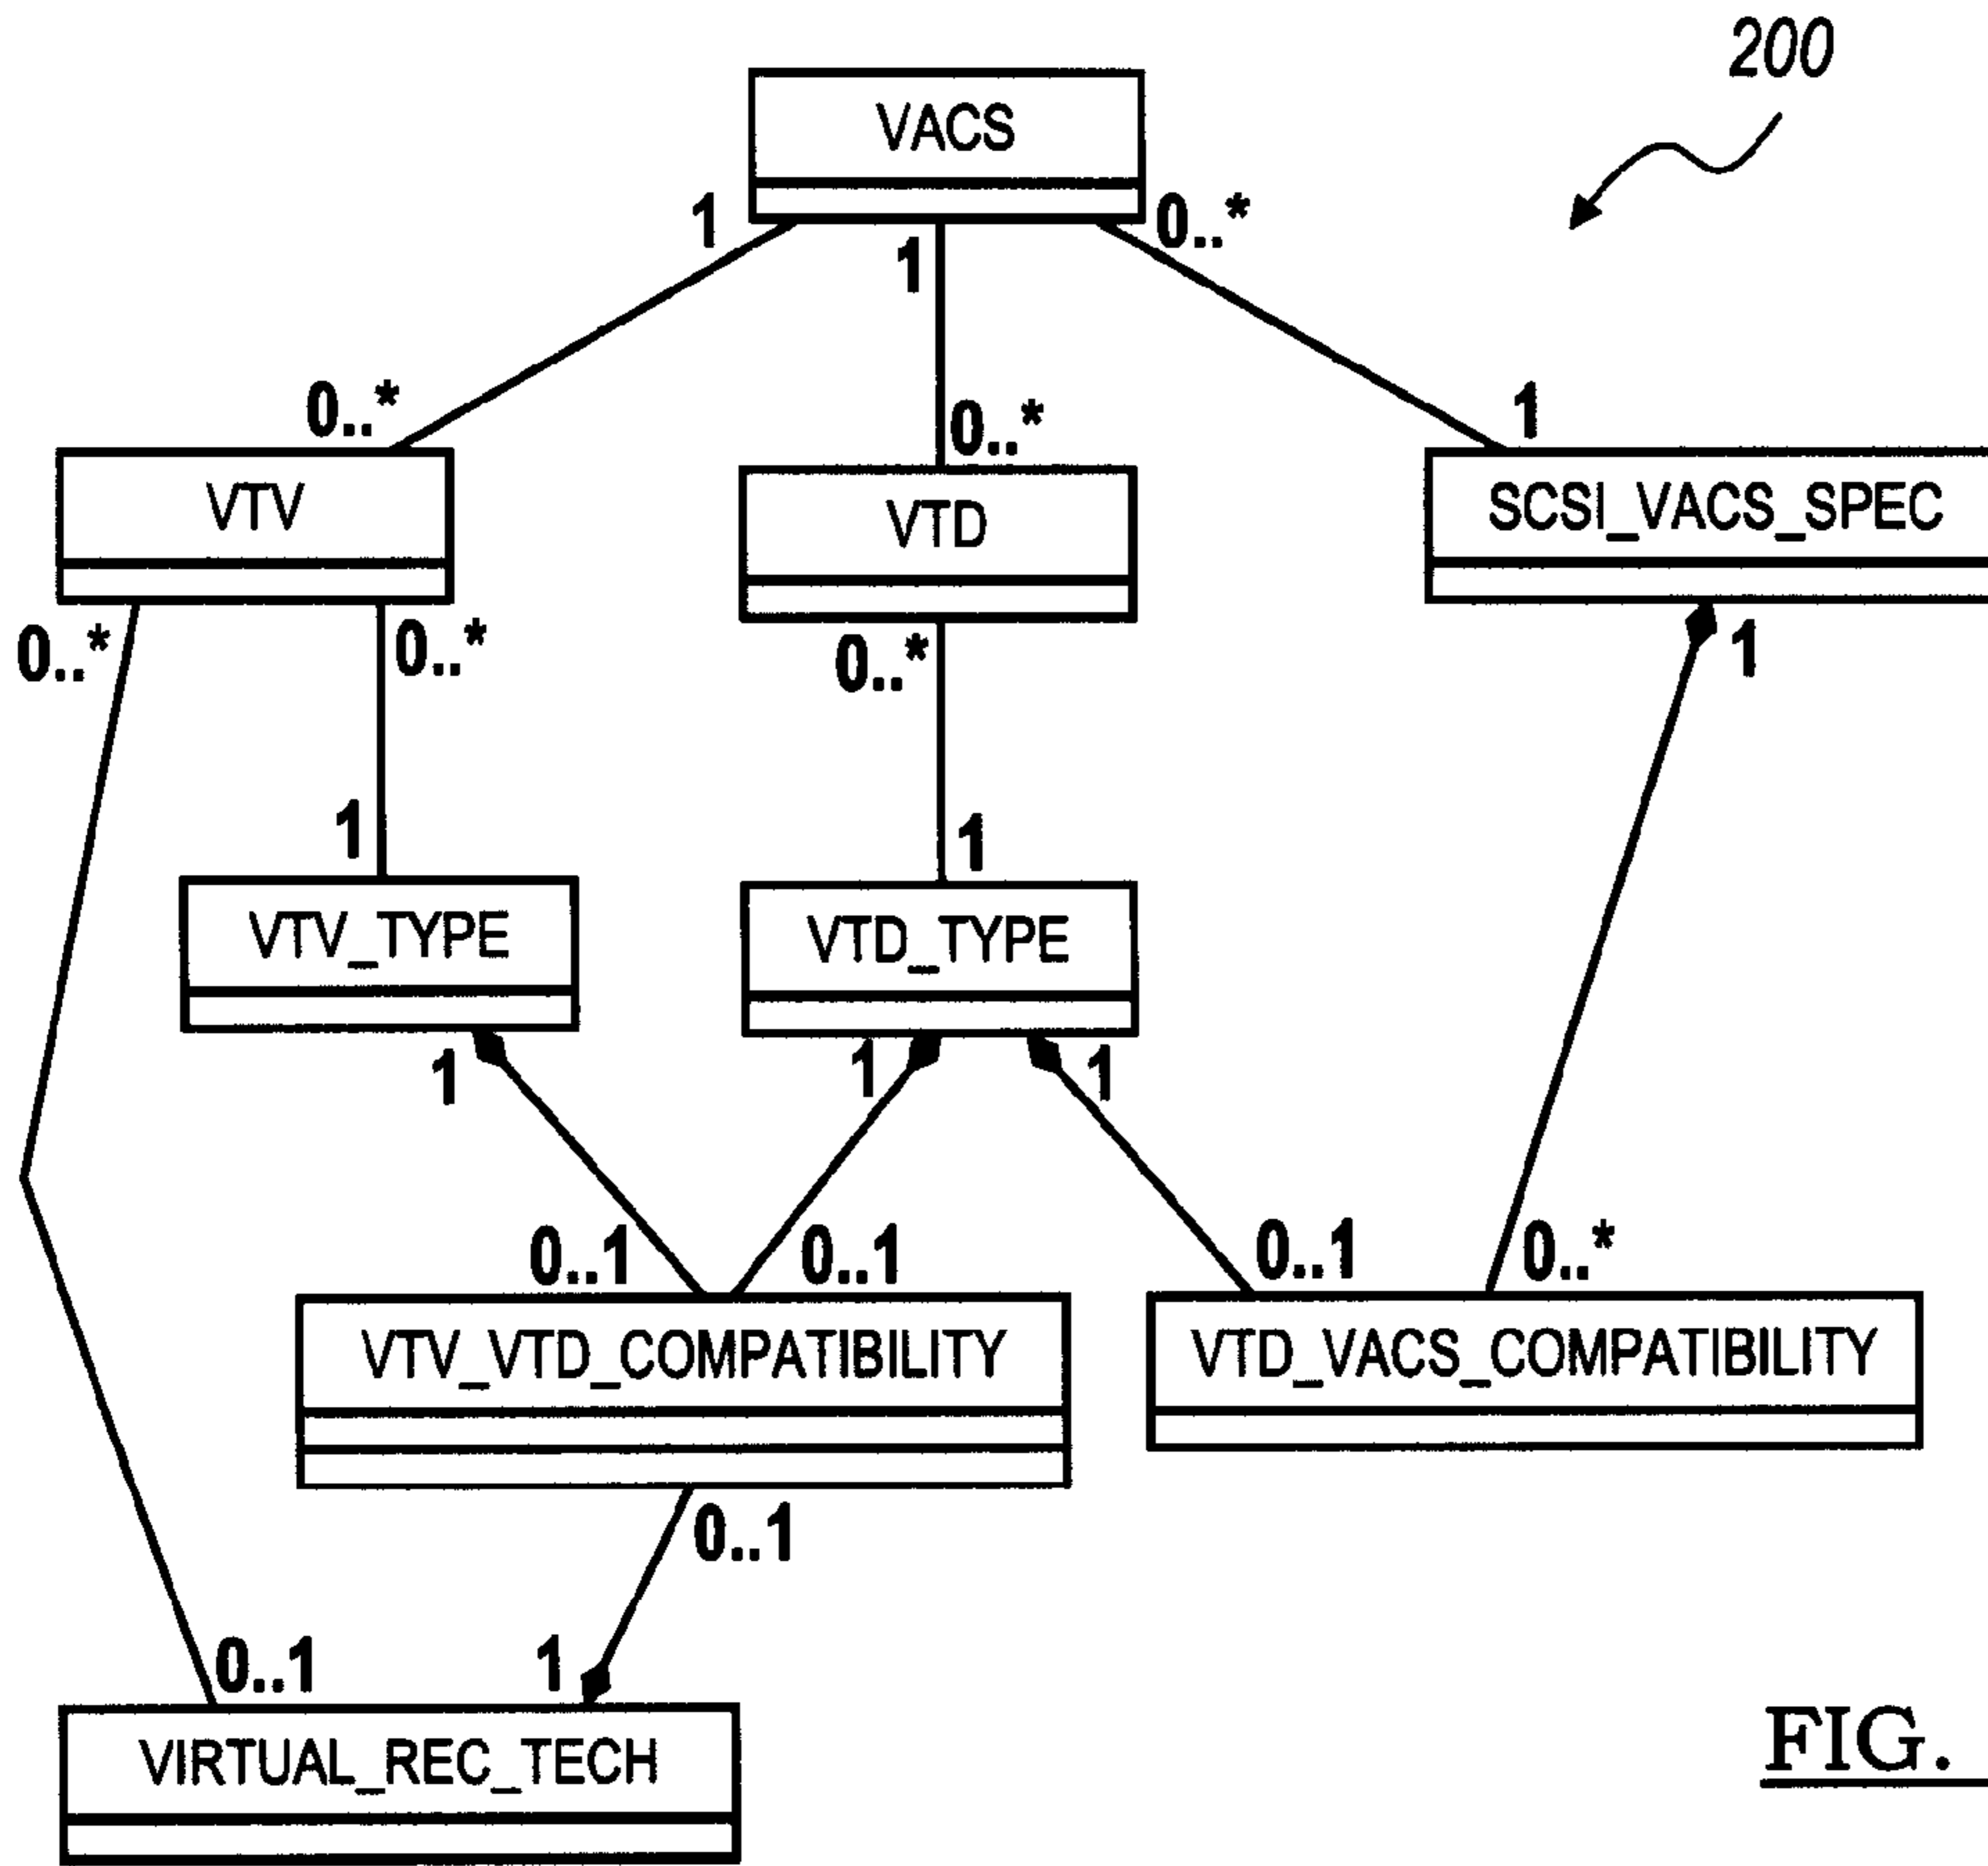 200
VACS
1
1
0..*
0..*
0..*
1
VTV
VTD
SCSI_VACS_SPEC
0..*
0..*
0..*
1
1
1
VTV_TYPE
VTD_TYPE
1
1
1
0..1
0..1
0..1
0..*
VTV_VTD_COMPATIBILITY
VTD_VACS_COMPATIBILITY
0..1
0..1
1
VIRTUAL_REC_TECH
FIG.